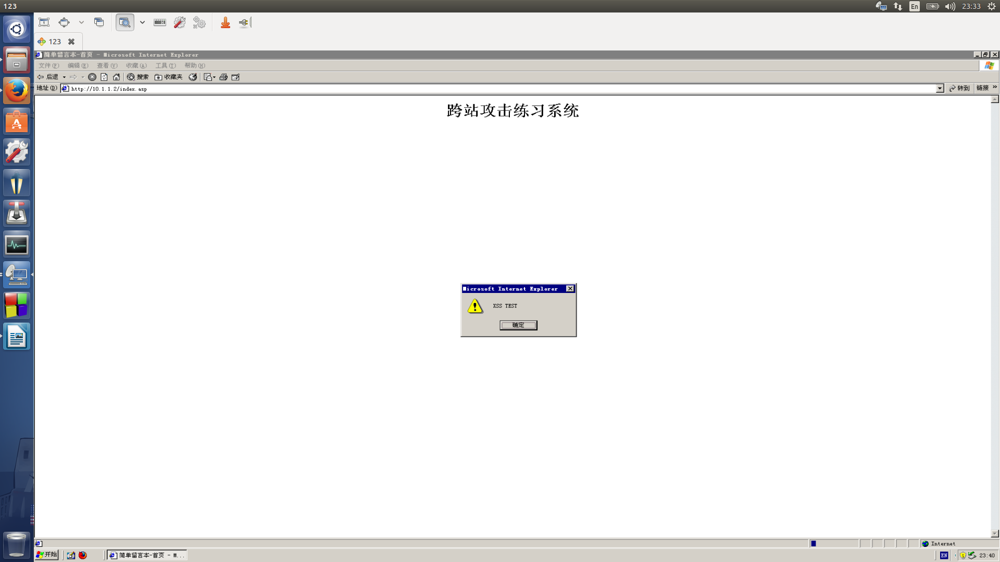 123
En
23:33
123
简单留言本-首页 - Microsoft Internet Explorer
文件(F) 编辑(E) 查看(V) 收藏(A) 工具(T) 帮助(H)
后退 搜索 收藏夹
地址(D) http://10.1.1.2/index.asp 转到 链接 »
跨站攻击练习系统
Microsoft Internet Explorer
XSS TEST
确定
Internet
开始 简单留言本-首页 - M... EN 23:40